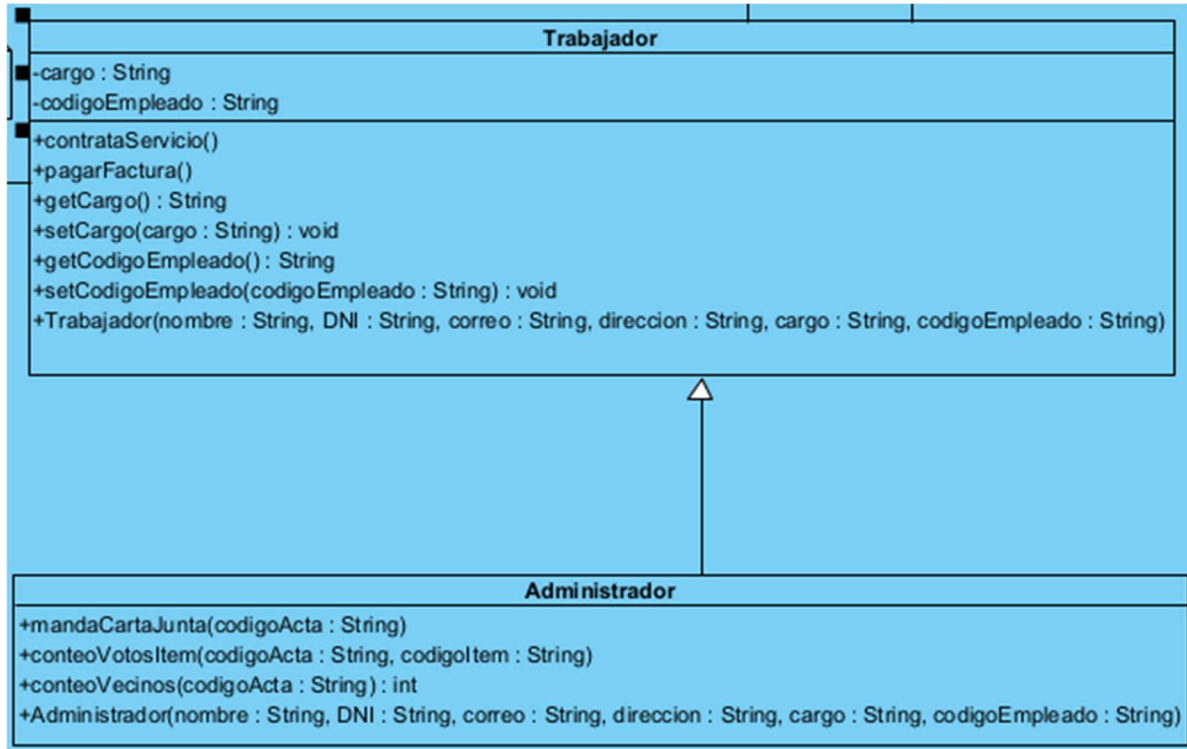 Trabajador
-cargo : String
-codigoEmpleado : String
+contrataServicio()
+pagarFactura()
+getCargo() : String
+setCargo(cargo : String) : void
+getCodigoEmpleado() : String
+setCodigoEmpleado(codigoEmpleado : String) : void
+Trabajador(nombre : String, DNI : String, correo : String, direccion : String, cargo : String, codigoEmpleado : String)
Administrador
+mandaCartaJunta(codigoActa : String)
+conteoVotosItem(codigoActa : String, codigoItem : String)
+conteoVecinos(codigoActa : String) : int
+Administrador(nombre : String, DNI : String, correo : String, direccion : String, cargo : String, codigoEmpleado : String)